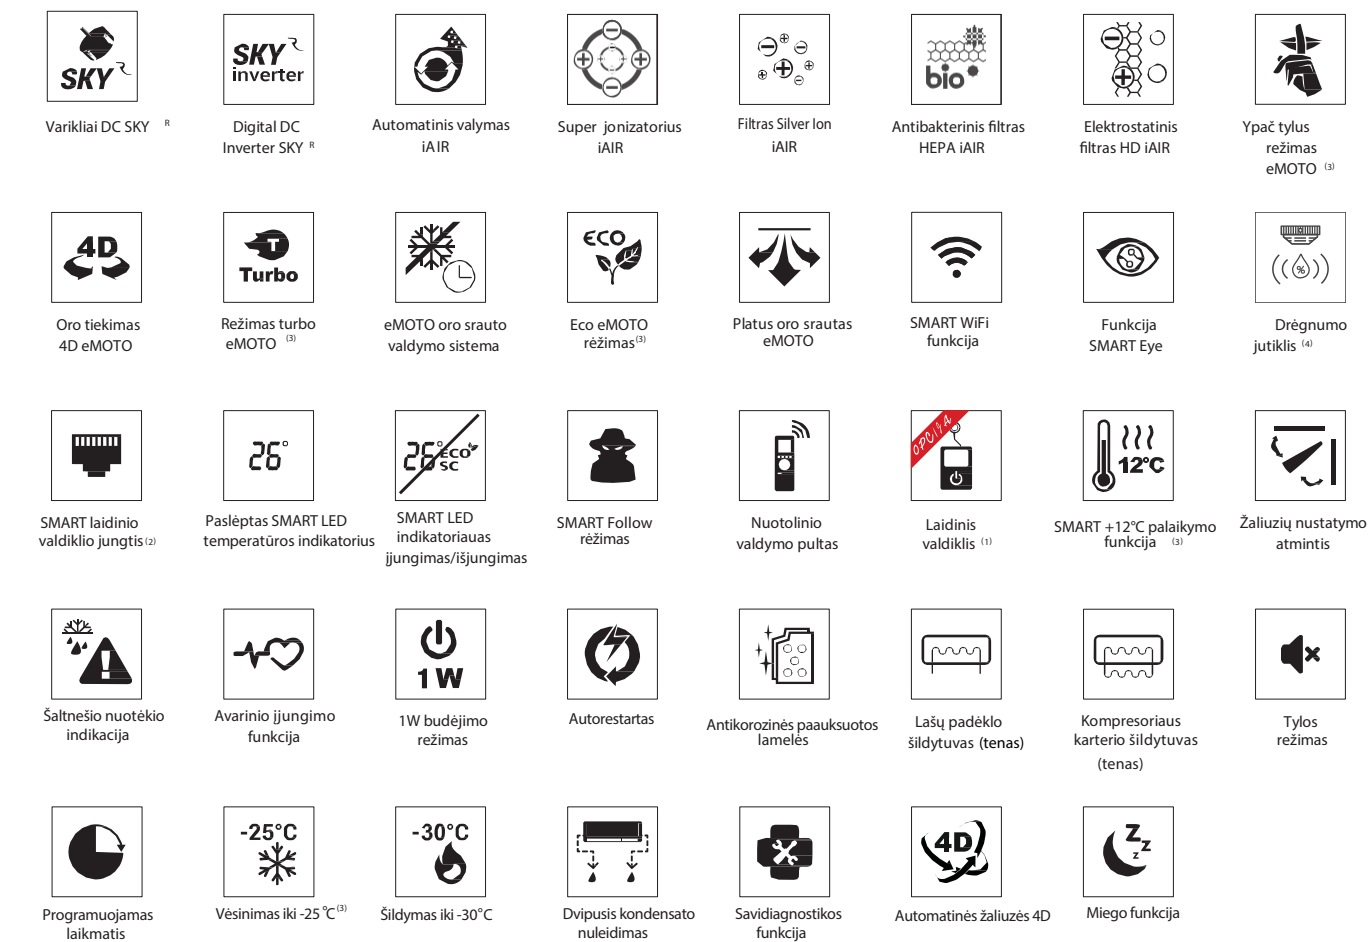 SKY R
Varikliai DC SKY R
SKY R
inverter
Digital DC
Inverter SKY R
Automatinis valymas
iAIR
Super jonizatorius
iAIR
Filtras Silver Ion
iAIR
bio
Antibakterinis filtras
HEPA iAIR
Elektrostatinis
filtras HD iAIR
Ypač tylus
režimas
eMOTO (3)
4D
Oro tiekimas
4D eMOTO
T
Turbo
Režimas turbo
eMOTO (3)
eMOTO oro srauto
valdymo sistema
ECO
Eco eMOTO
rėžimas(3)
Platus oro srautas
eMOTO
SMART WiFi
funkcija
Funkcija
SMART Eye
%
Drėgnumo
jutiklis (4)
SMART laidinio
valdiklio jungtis(2)
26°
Paslėptas SMART LED
temperatūros indikatorius
26° ECO
SC
SMART LED
indikatoriauas
įjungimas/išjungimas
SMART Follow
rėžimas
Nuotolinio
valdymo pultas
OPCIJA
Laidinis
valdiklis (1)
12°C
SMART +12°C palaikymo
funkcija (3)
Žaliuzių nustatymo
atmintis
Šaltnešio nuotėkio
indikacija
Avarinio įjungimo
funkcija
1W
1W budėjimo
režimas
Autorestartas
Antikorozinės paauksuotos
lamelės
Lašų padėklo
šildytuvas (tenas)
Kompresoriaus
karterio šildytuvas
(tenas)
Tylos
režimas
Programuojamas
laikmatis
-25°C
Vėsinimas iki -25 °C(3)
-30°C
Šildymas iki -30°C
Dvipusis kondensato
nuleidimas
Savidiagnostikos
funkcija
4D
Automatinės žaliuzės 4D
Z Z Z
Miego funkcija